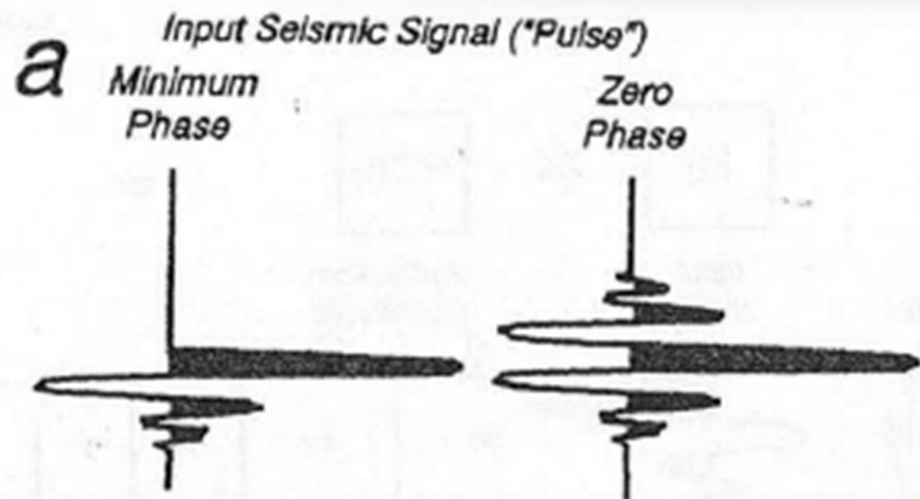 Input Seismic Signal ("Pulse")
a
Minimum
Phase
Zero
Phase